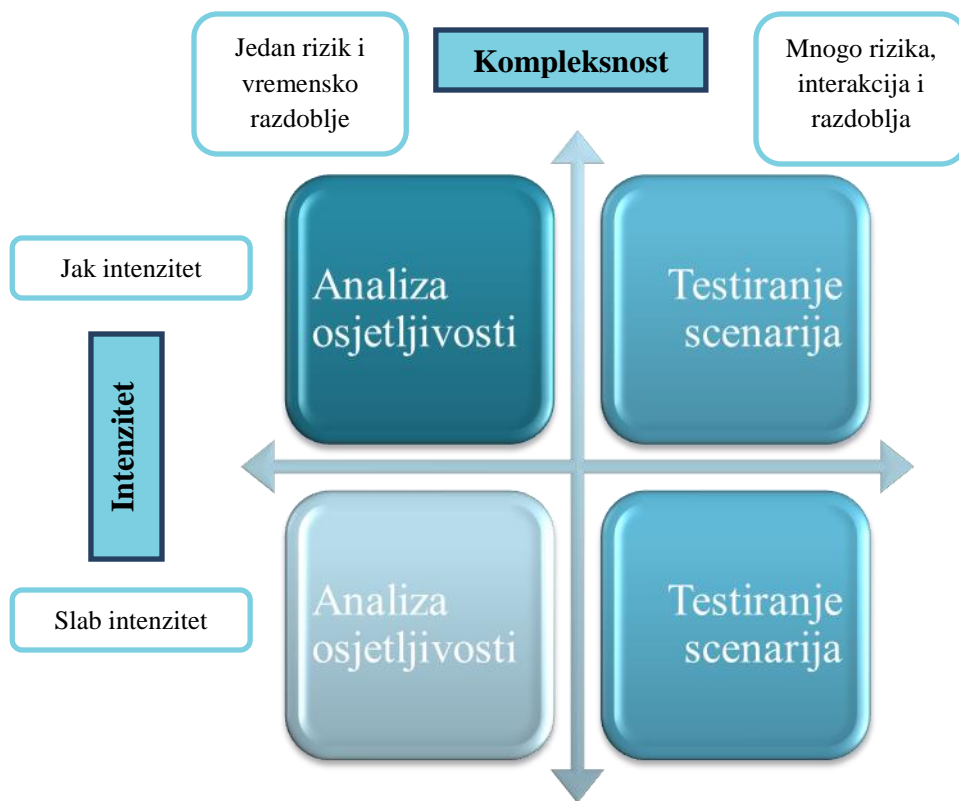 Jedan rizik i
vremensko
razdoblje
Kompleksnost
Mnogo rizika,
interakcija i
razdoblja
Jak intenzitet
Analiza
osjetljivosti
Testiranje
scenarija
Intenzitet
Slab intenzitet
Analiza
osjetljivosti
Testiranje
scenarija